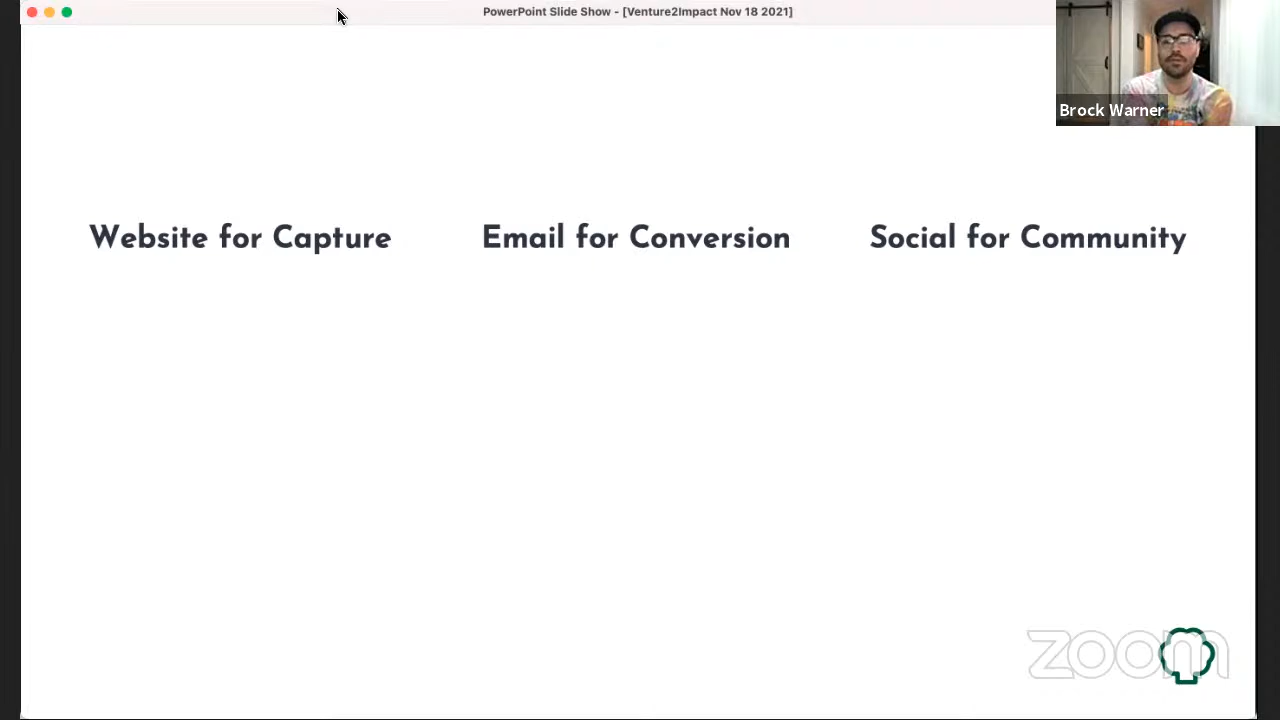 PowerPoint Slide Show - [Venture2Impact Nov 18 2021]
Brock Warner
Website for Capture
Email for Conversion
Social for Community
zoom